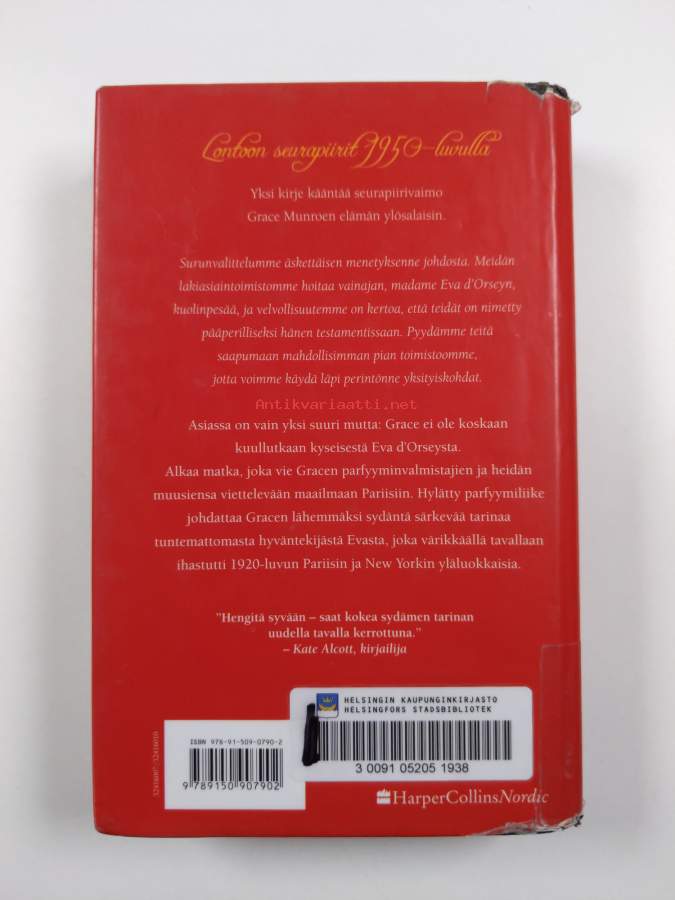 Lontoon seurapiirit 1950-luvulla
Yksi kirje kääntää seurapiirivaimo
Grace Munroen elämän ylösalaisin.
Surunvalittelumme äskettäisen menetyksenne johdosta. Meidän
lakiasiaintoimistomme hoitaa vainajan, madame Eva d'Orseyn,
kuolinpesää, ja velvollisuutemme on kertoa, että teidät on nimetty
pääperilliseksi hänen testamentissaan. Pyydämme teitä
saapumaan mahdollisimman pian toimistoomme,
jotta voimme käydä läpi perintönne yksityiskohdat.
Antikvariaatti.net
Asiassa on vain yksi suuri mutta: Grace ei ole koskaan
kuullutkaan kyseisestä Eva d'Orseysta.
Alkaa matka, joka vie Gracen parfyyminvalmistajien ja heidän
muusiensa viettelevään maailmaan Pariisiin. Hylätty parfyymiliike
johdattaa Gracen lähemmäksi sydäntä särkevää tarinaa
tuntemattomasta hyväntekijästä Evasta, joka värikkäällä tavallaan
ihastutti 1920-luvun Pariisin ja New Yorkin yläluokkaisia.
"Hengitä syvään – saat kokea sydämen tarinan
uudella tavalla kerrottuna."
– Kate Alcott, kirjailija
HELSINGIN KAUPUNGINKIRJASTO
HELSINGFORS STADSBIBLIOTEK
3 0091 05205 1938
ISBN 978-91-509-0790-2
9 789150 907902
HarperCollinsNordic